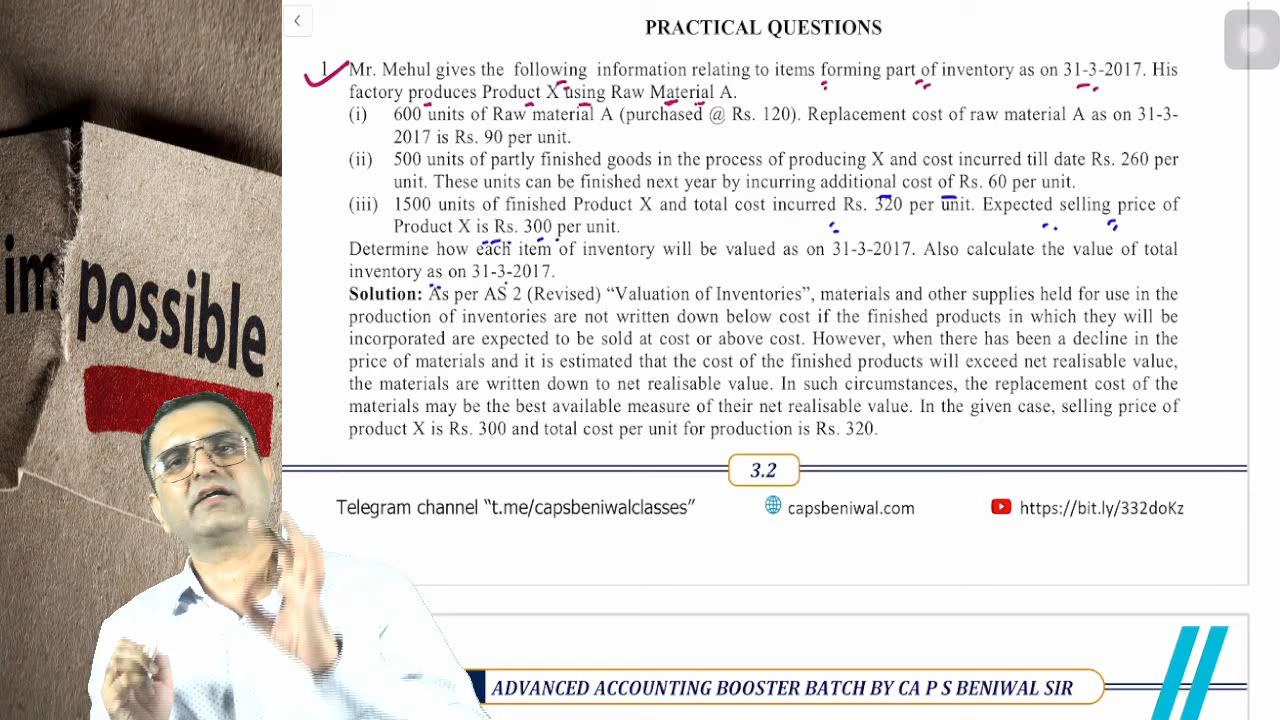 PRACTICAL QUESTIONS
1 Mr. Mehul gives the following information relating to items forming part of inventory as on 31-3-2017. His
factory produces Product X using Raw Material A.
(i) 600 units of Raw material A (purchased @ Rs. 120). Replacement cost of raw material A as on 31-3-
2017 is Rs. 90 per unit.
(ii) 500 units of partly finished goods in the process of producing X and cost incurred till date Rs. 260 per
unit. These units can be finished next year by incurring additional cost of Rs. 60 per unit.
(iii) 1500 units of finished Product X and total cost incurred Rs. 320 per unit. Expected selling price of
Product X is Rs. 300 per unit.
Determine how each item of inventory will be valued as on 31-3-2017. Also calculate the value of total
inventory as on 31-3-2017.
Solution: As per AS 2 (Revised) “Valuation of Inventories”, materials and other supplies held for use in the
production of inventories are not written down below cost if the finished products in which they will be
incorporated are expected to be sold at cost or above cost. However, when there has been a decline in the
price of materials and it is estimated that the cost of the finished products will exceed net realisable value,
the materials are written down to net realisable value. In such circumstances, the replacement cost of the
materials may be the best available measure of their net realisable value. In the given case, selling price of
product X is Rs. 300 and total cost per unit for production is Rs. 320.
3.2
Telegram channel "t.me/capsbeniwalclasses" capsbeniwal.com https://bit.ly/332doKz
ADVANCED ACCOUNTING BOOSTER BATCH BY CA P S BENIWAL SIR
im possible